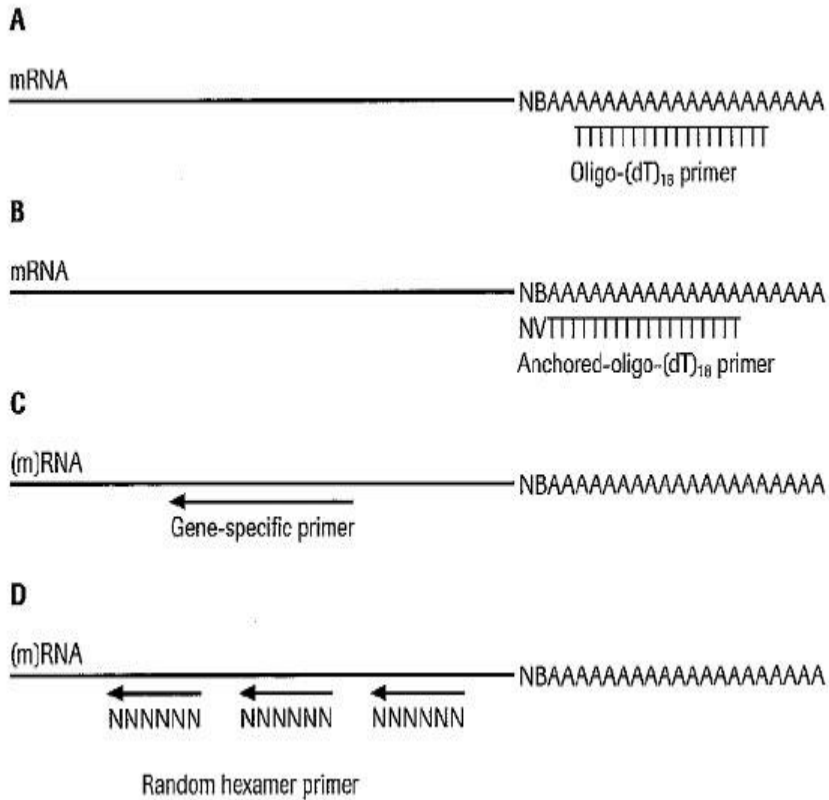 A
mRNA
NBAAAAAAAAAAAAAAAAAAAA
TTTTTTTTTTTTTTTTTT
Oligo-(dT)₁₈ primer
B
mRNA
NBAAAAAAAAAAAAAAAAAAAA
NVTTTTTTTTTTTTTTTTTT
Anchored-oligo-(dT)₁₈ primer
C
(m)RNA
NBAAAAAAAAAAAAAAAAAAAA
Gene-specific primer
D
(m)RNA
NBAAAAAAAAAAAAAAAAAAAA
NNNNNN NNNNNN NNNNNN
Random hexamer primer